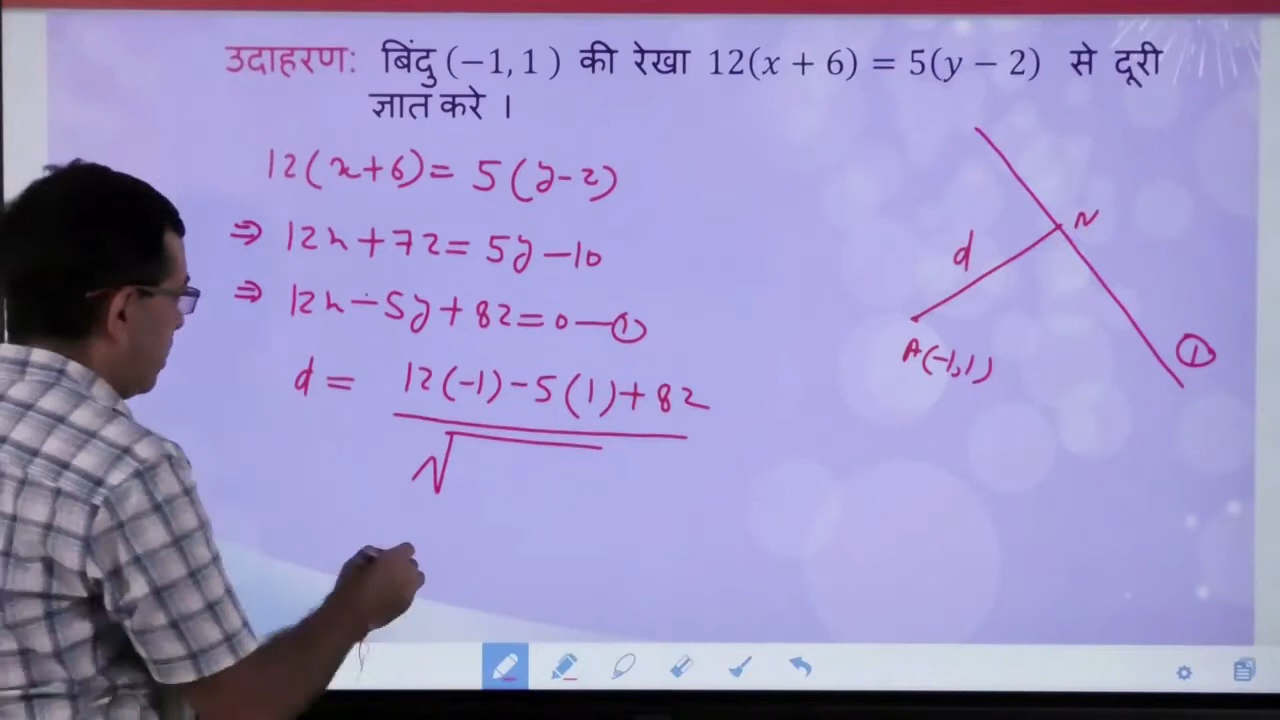 उदाहरण: बिंदु (−1, 1) की रेखा 12(x + 6) = 5(y − 2) से दूरी
ज्ञात करे ।
12(x+6) = 5(y-2)
⇒ 12x+72 = 5y-10
⇒ 12x-5y+82=0 —①
d = 12(-1)-5(1)+82
√
N
d
A(-1,1)
①